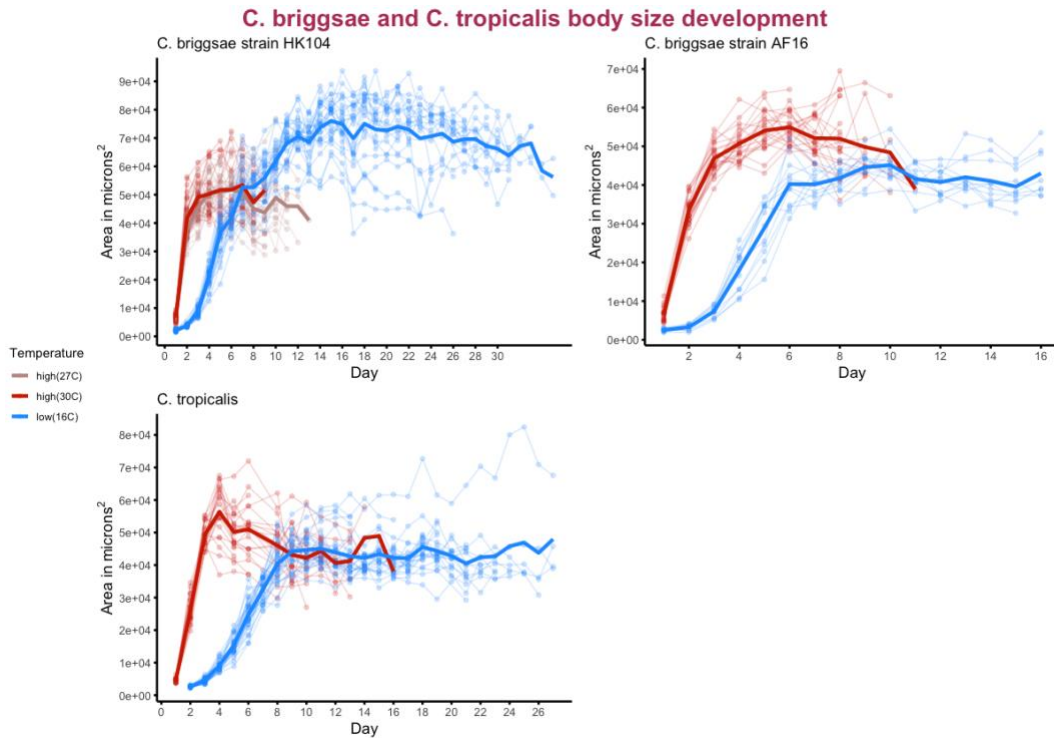 C. briggsae and C. tropicalis body size development
C. briggsae strain HK104
Area in microns²
9e+04
8e+04
7e+04
6e+04
5e+04
4e+04
3e+04
2e+04
1e+04
0e+00
0 1 2 4 6 8 10 12 14 16 18 20 22 24 26 28 30
Day
C. briggsae strain AF16
Area in microns²
7e+04
6e+04
5e+04
4e+04
3e+04
2e+04
1e+04
0e+00
2 4 6 8 10 12 14 16
Day
Temperature
high(27C)
high(30C)
low(16C)
C. tropicalis
Area in microns²
8e+04
7e+04
6e+04
5e+04
4e+04
3e+04
2e+04
1e+04
0e+00
0 1 2 4 6 8 10 12 14 16 18 20 22 24 26
Day